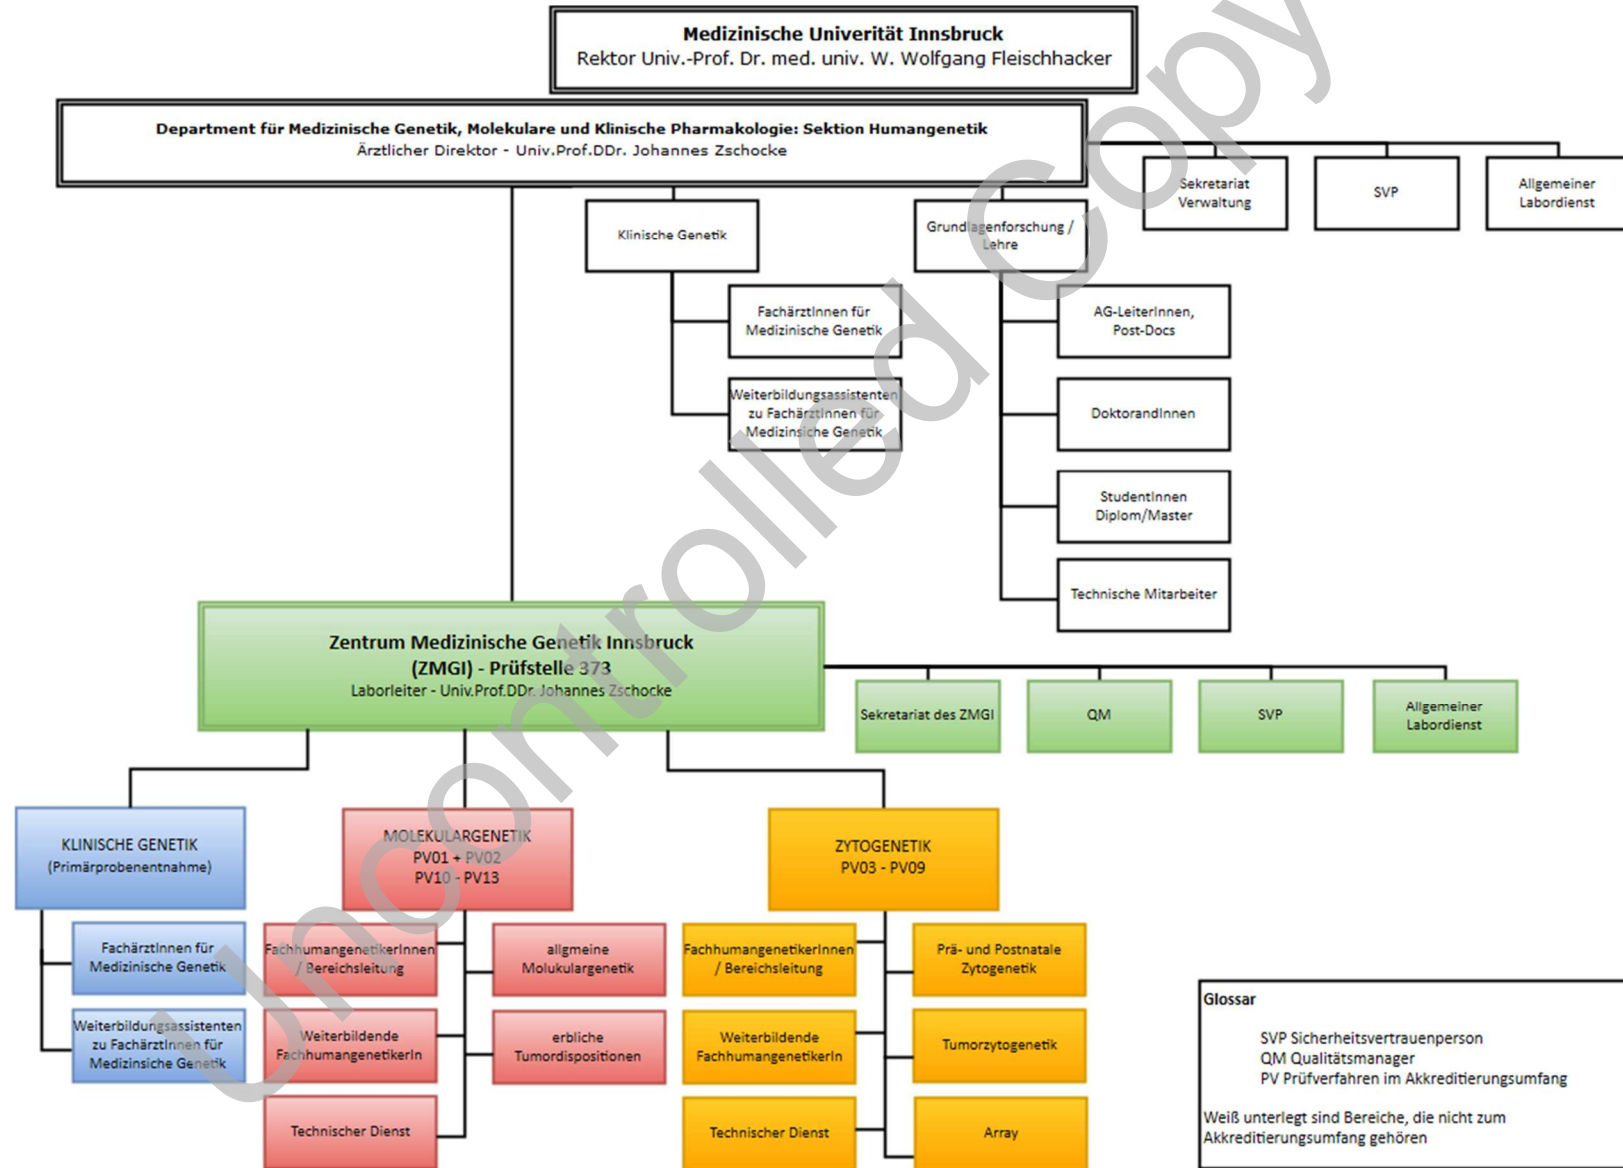 Medizinische Univerität Innsbruck
Rektor Univ.-Prof. Dr. med. univ. W. Wolfgang Fleischhacker
Department für Medizinische Genetik, Molekulare und Klinische Pharmakologie: Sektion Humangenetik
Ärztlicher Direktor - Univ.Prof.DDr. Johannes Zschocke
Sekretariat
Verwaltung
SVP
Allgemeiner
Labordienst
Klinische Genetik
Grundlagenforschung /
Lehre
FachärztInnen für
Medizinische Genetik
Weiterbildungsassistenten
zu FachärztInnen für
Medizinsiche Genetik
AG-LeiterInnen,
Post-Docs
DoktorandInnen
StudentInnen
Diplom/Master
Technische Mitarbeiter
Zentrum Medizinische Genetik Innsbruck
(ZMGI) - Prüfstelle 373
Laborleiter - Univ.Prof.DDr. Johannes Zschocke
Sekretariat des ZMGI
QM
SVP
Allgemeiner
Labordienst
KLINISCHE GENETIK
(Primärprobenentnahme)
FachärztInnen für
Medizinische Genetik
Weiterbildungsassistenten
zu FachärztInnen für
Medizinsiche Genetik
MOLEKULARGENETIK
PV01 + PV02
PV10 - PV13
FachhumangenetikerInnen
/ Bereichsleitung
Weiterbildende
FachhumangenetikerIn
Technischer Dienst
allgmeine
Molukulargenetik
erbliche
Tumordispositionen
ZYTOGENETIK
PV03 - PV09
FachhumangenetikerInnen
/ Bereichsleitung
Weiterbildende
FachhumangenetikerIn
Technischer Dienst
Prä- und Postnatale
Zytogenetik
Tumorzytogenetik
Array
Glossar
SVP Sicherheitsvertrauenperson
QM Qualitätsmanager
PV Prüfverfahren im Akkreditierungsumfang
Weiß unterlegt sind Bereiche, die nicht zum
Akkreditierungsumfang gehören
Uncontrolled Copy